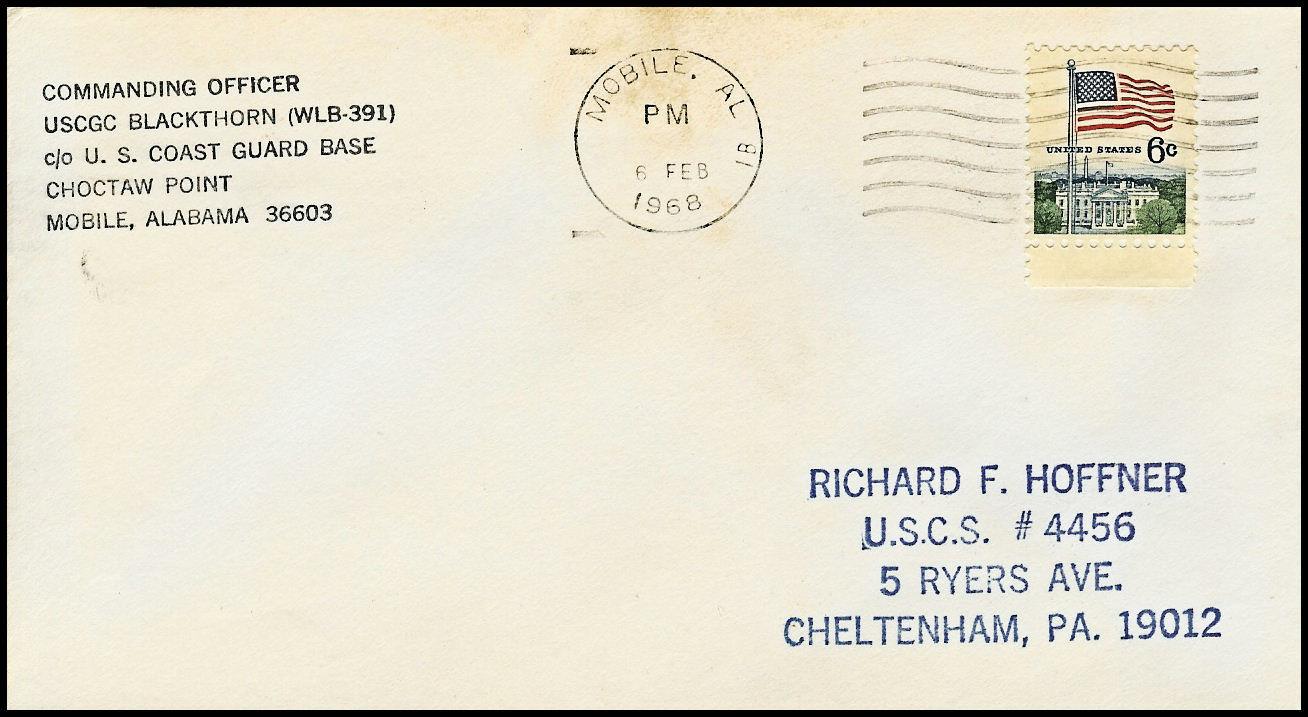 COMMANDING OFFICER
USCGC BLACKTHORN (WLB-391)
c/o U. S. COAST GUARD BASE
CHOCTAW POINT
MOBILE, ALABAMA 36603
MOBILE, AL
PM
6 FEB
1968
UNITED STATES 6c
RICHARD F. HOFFNER
U.S.C.S. # 4456
5 RYERS AVE.
CHELTENHAM, PA. 19012